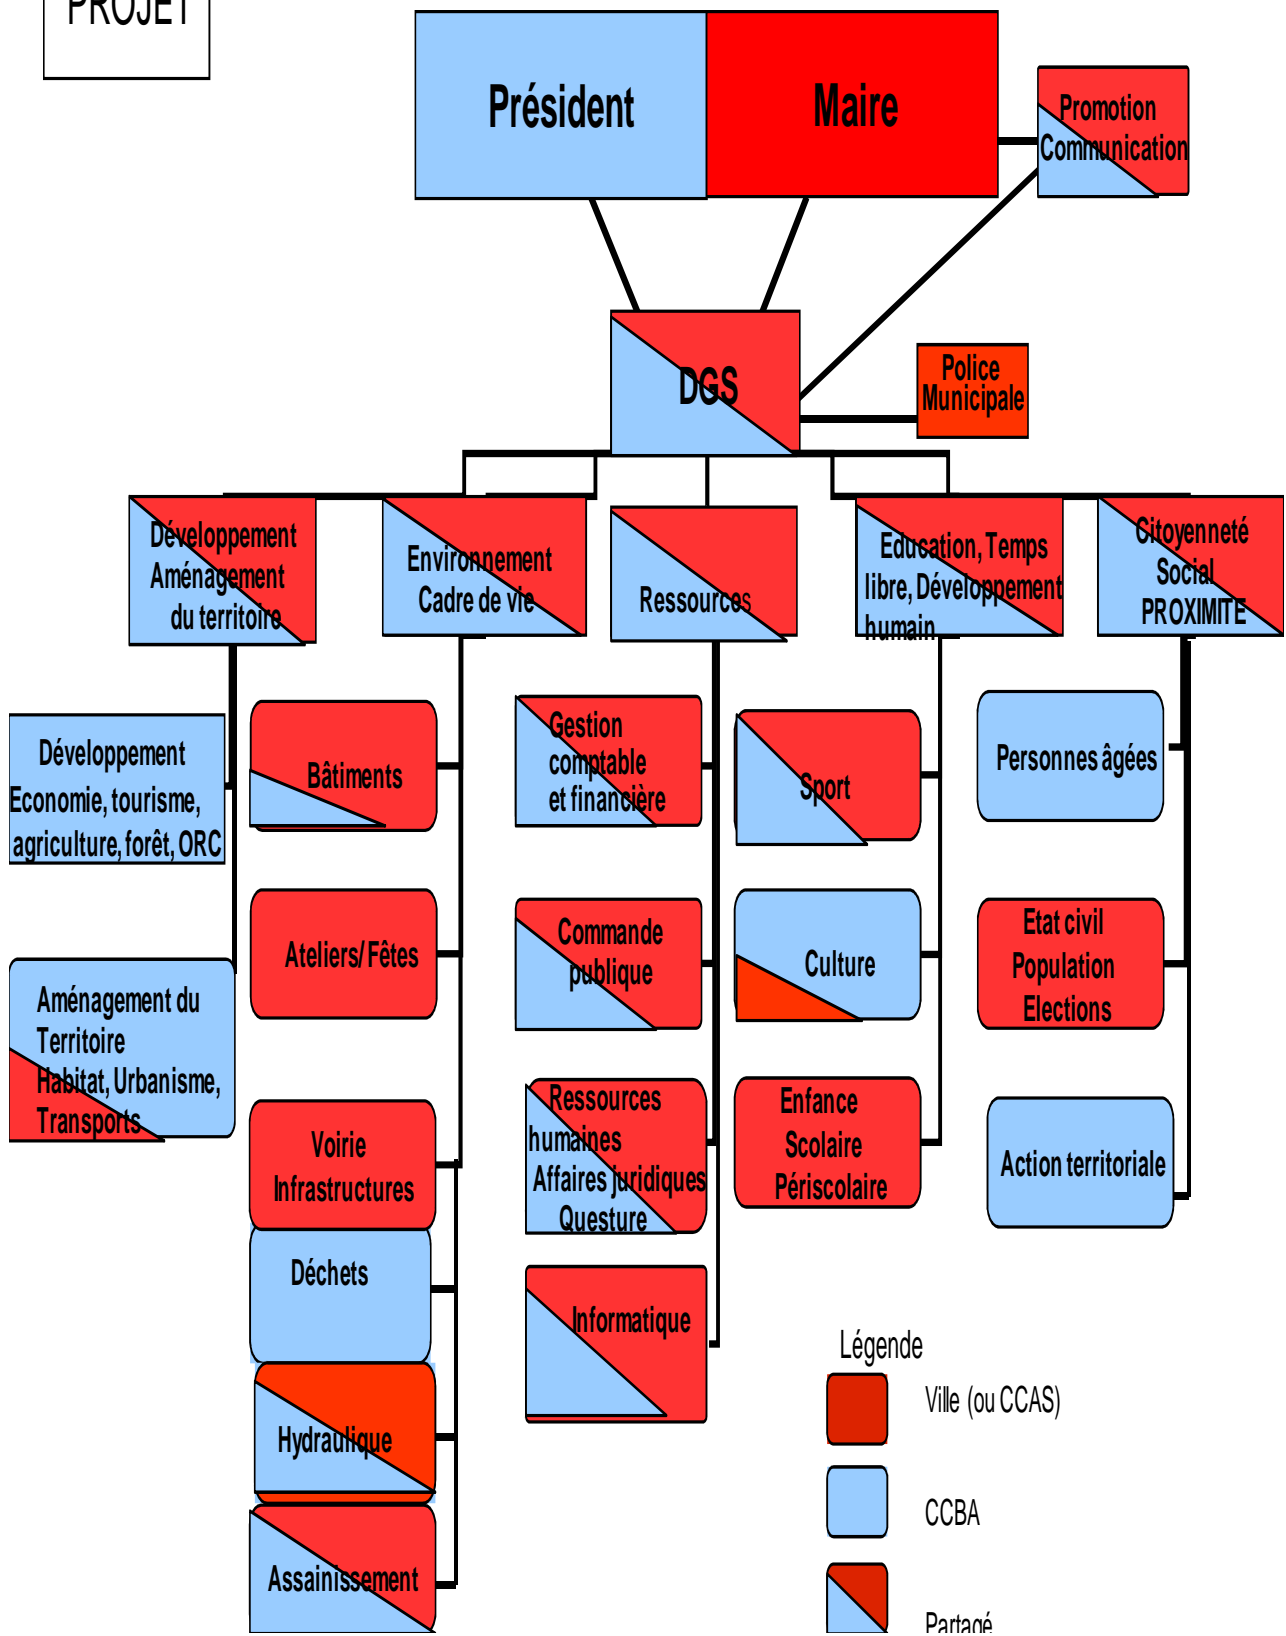 PROJET
Président
Maire
Promotion
Communication
DGS
Police
Municipale
Développement
Aménagement
du territoire
Environnement
Cadre de vie
Ressources
Education, Temps
libre, Développement
humain
Citoyenneté
Social
PROXIMITE
Développement
Economie, tourisme,
agriculture, forêt, ORC
Aménagement du
Territoire
Habitat, Urbanisme,
Transports
Bâtiments
Ateliers/ Fêtes
Voirie
Infrastructures
Déchets
Hydraulique
Assainissement
Gestion
comptable
et financière
Commande
publique
Ressources
humaines
Affaires juridiques
Questure
Informatique
Sport
Culture
Enfance
Scolaire
Périscolaire
Personnes âgées
Etat civil
Population
Elections
Action territoriale
Légende
Ville (ou CCAS)
CCBA
Partagé